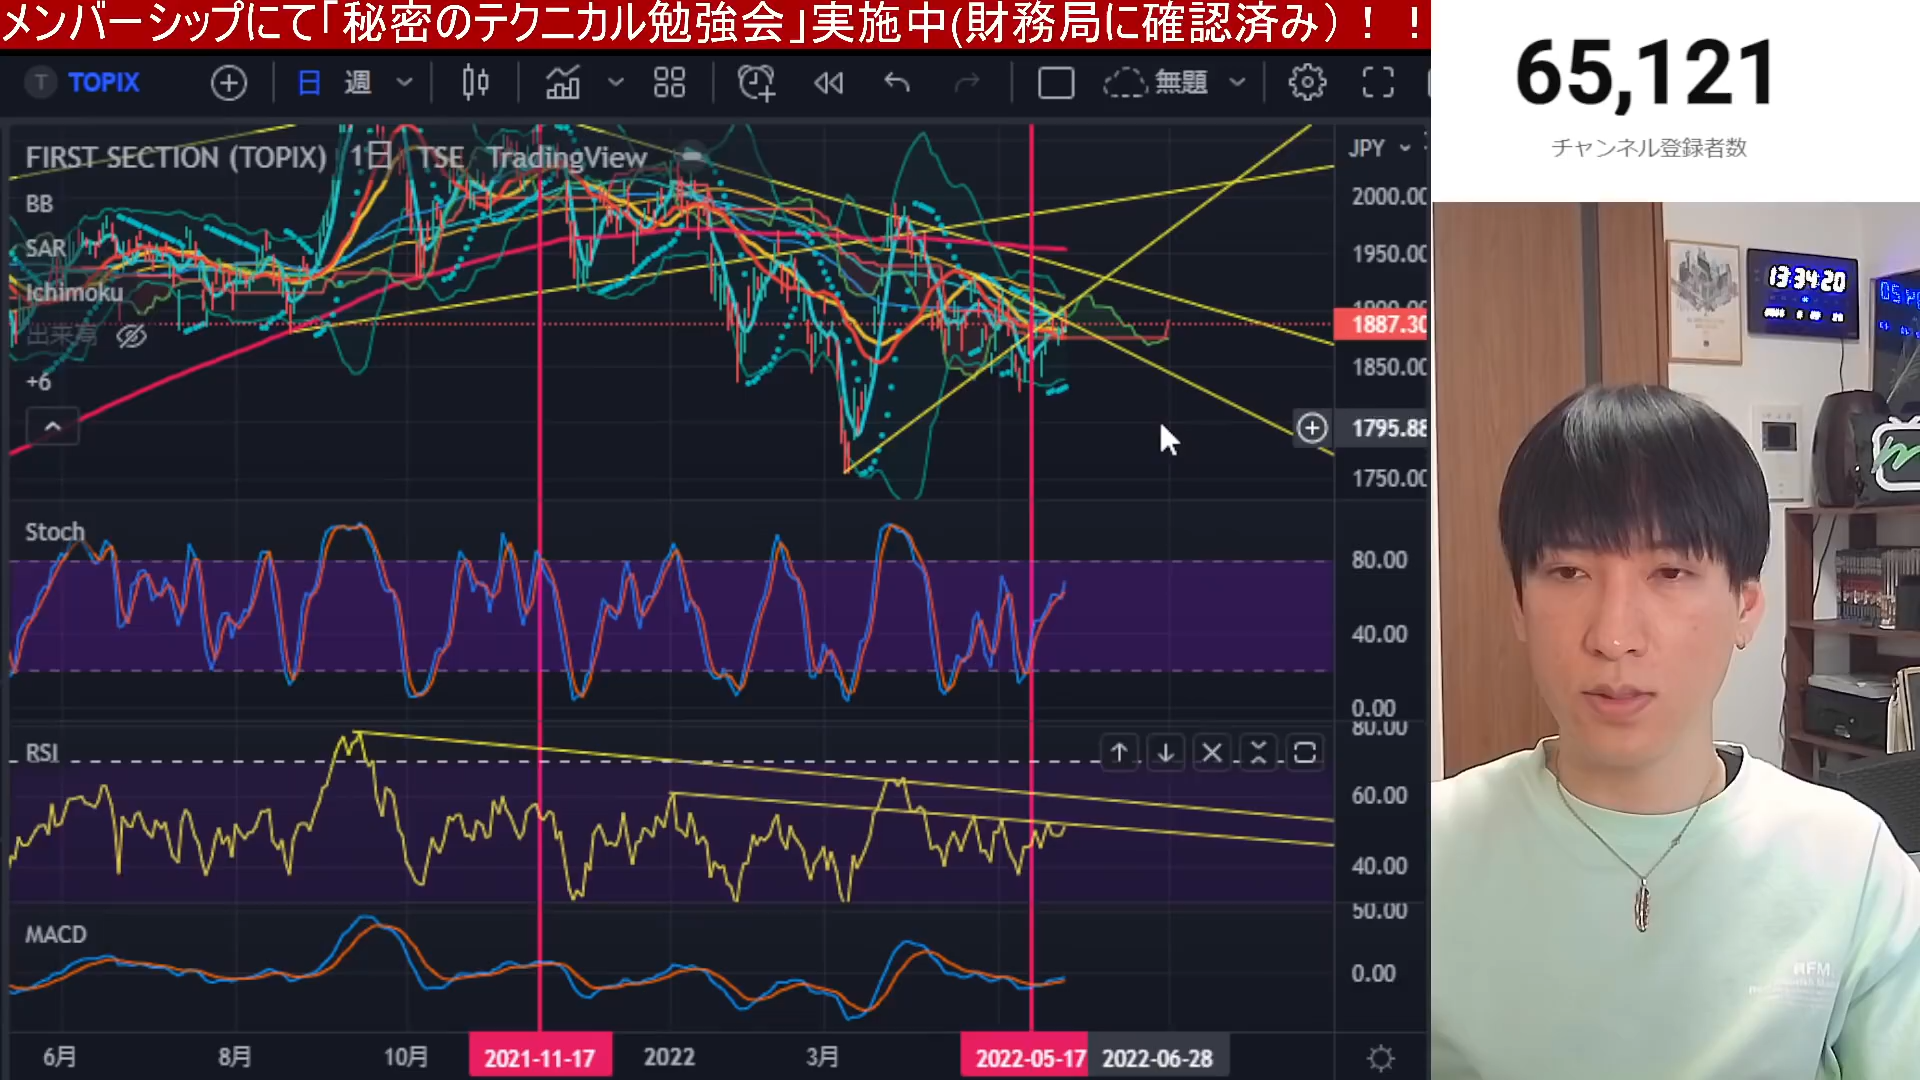 メンバーシップにて「秘密のテクニカル勉強会」実施中(財務局に確認済み）！！
65,121
チャンネル登録者数
T TOPIX 日 週 無題
FIRST SECTION (TOPIX) 1日 TSE TradingView
JPY
BB
SAR
Ichimoku
出来高
+6
2000.00
1950.00
1900.00
1887.30
1850.00
1795.88
1750.00
Stoch
80.00
40.00
0.00
RSI
80.00
60.00
40.00
MACD
50.00
0.00
6月 8月 10月 2021-11-17 2022 3月 2022-05-17 2022-06-28
13:34:20
RFM